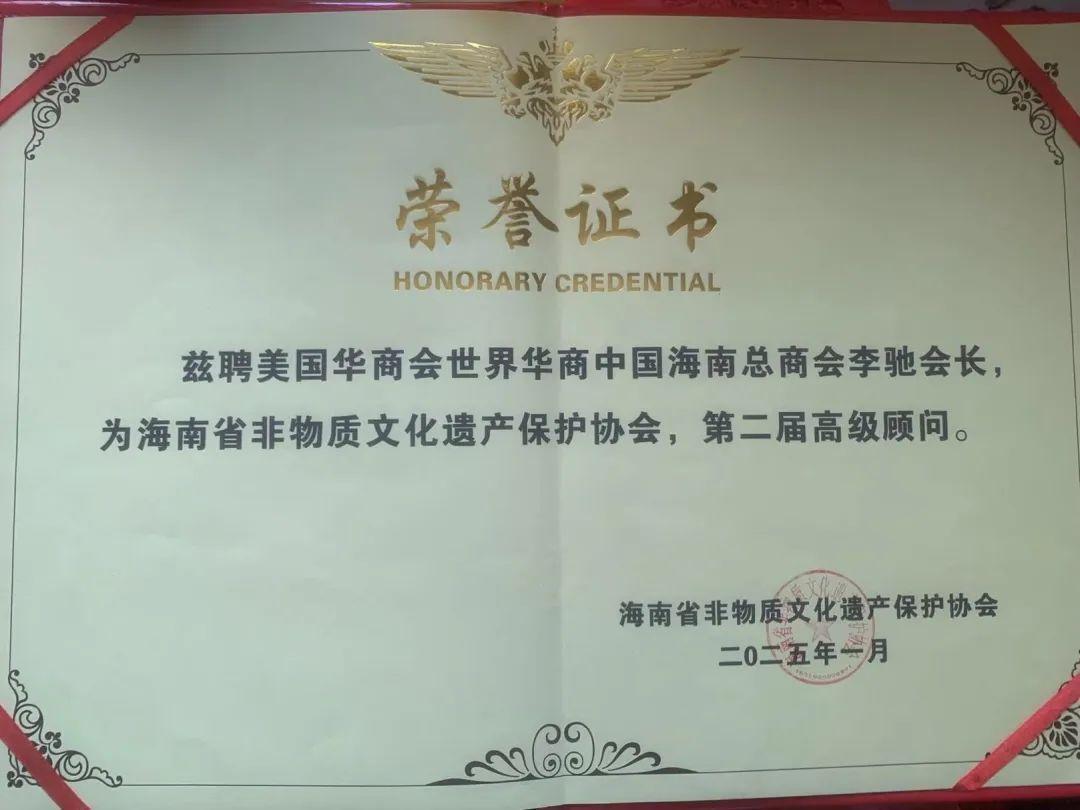 荣誉证书
HONORARY CREDENTIAL
兹聘美国华商会世界华商中国海南总商会李驰会长，
为海南省非物质文化遗产保护协会，第二届高级顾问。
海南省非物质文化遗产保护协会
二0二五年一月